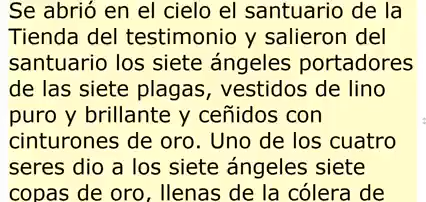 Se abrió en el cielo el santuario de la
Tienda del testimonio y salieron del
santuario los siete ángeles portadores
de las siete plagas, vestidos de lino
puro y brillante y ceñidos con
cinturones de oro. Uno de los cuatro
seres dio a los siete ángeles siete
copas de oro, llenas de la cólera de